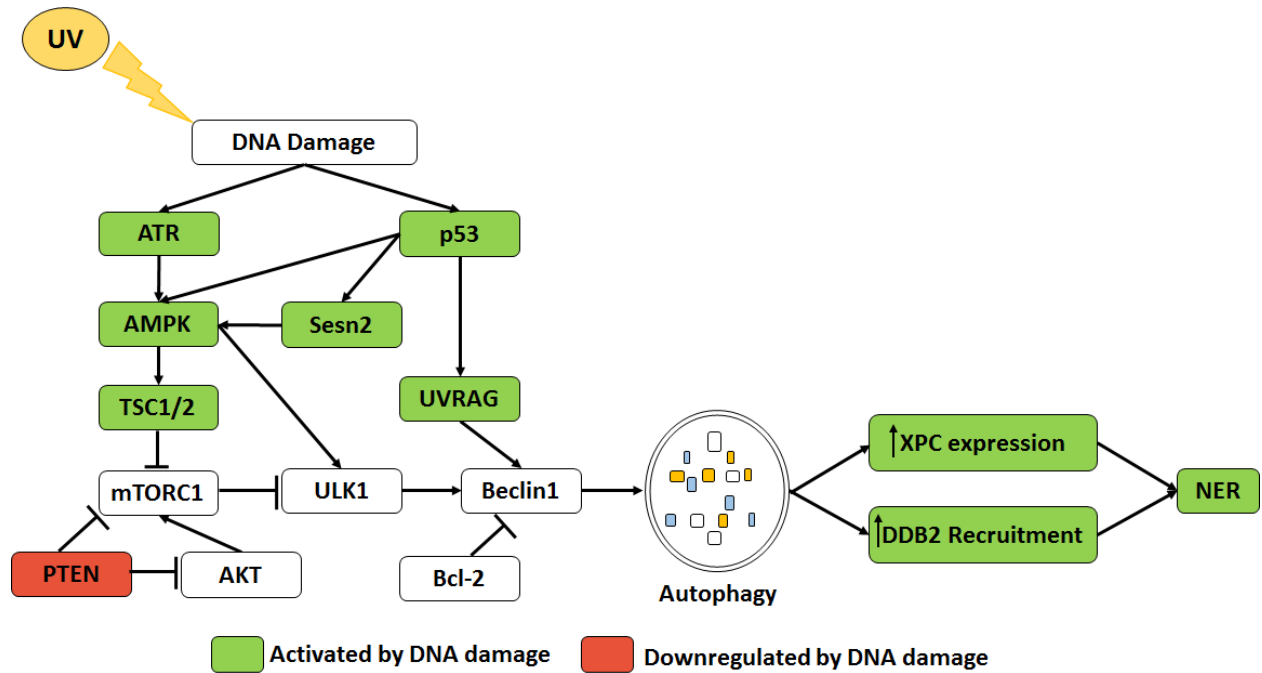 UV
DNA Damage
ATR
p53
AMPK
Sesn2
TSC1/2
UVRAG
XPC expression
mTORC1
ULK1
Beclin1
NER
DDB2 Recruitment
PTEN
AKT
Bcl-2
Autophagy
Activated by DNA damage
Downregulated by DNA damage